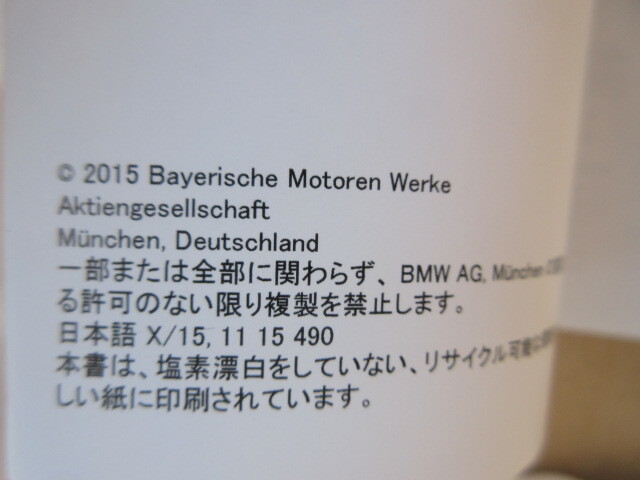 © 2015 Bayerische Motoren Werke
Aktiengesellschaft
München, Deutschland
一部または全部に関わらず、BMW AG, München
る許可のない限り複製を禁止します。
日本語 X/15, 11 15 490
本書は、塩素漂白をしていない、リサイクル可能
しい紙に印刷されています。